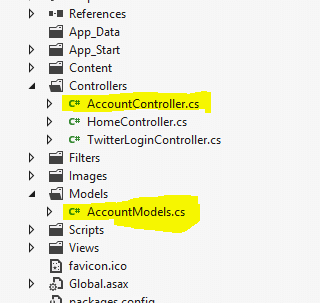 References
App_Data
App_Start
Content
Controllers
C# AccountController.cs
C# HomeController.cs
C# TwitterLoginController.cs
Filters
Images
Models
C# AccountModels.cs
Scripts
Views
favicon.ico
Global.asax
packages.config